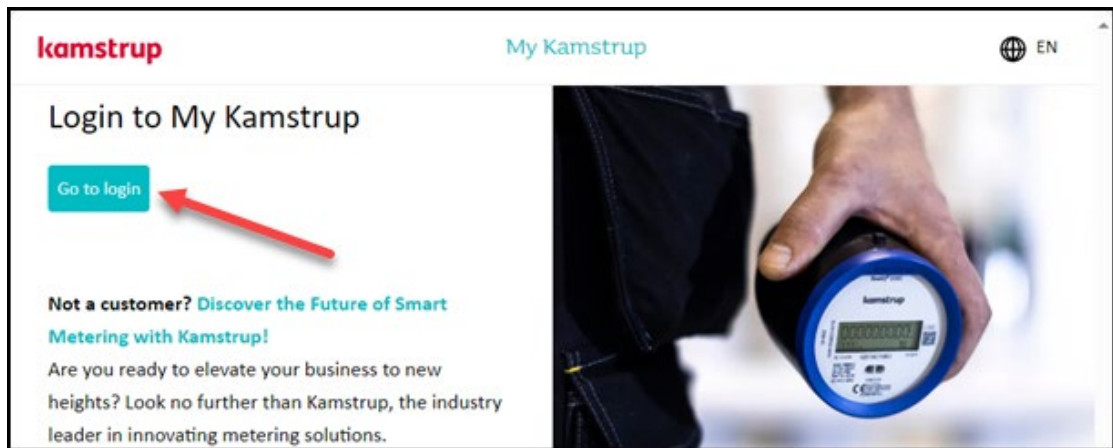 kamstrup
My Kamstrup
EN
Login to My Kamstrup
Go to login
Not a customer? Discover the Future of Smart
Metering with Kamstrup!
Are you ready to elevate your business to new
heights? Look no further than Kamstrup, the industry
leader in innovating metering solutions.
kamstrup